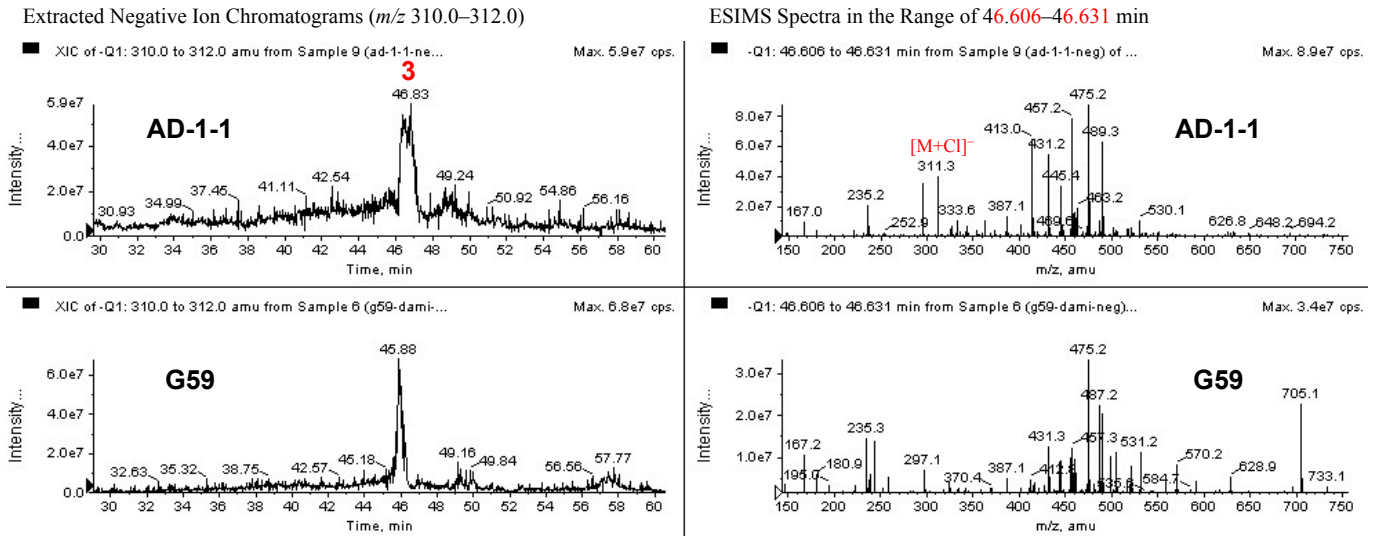 Extracted Negative Ion Chromatograms (m/z 310.0–312.0)
ESIMS Spectra in the Range of 46.606–46.631 min
XIC of -Q1: 310.0 to 312.0 amu from Sample 9 (ad-1-1-ne...
Max. 5.9e7 cps.
3
46.83
5.9e7
AD-1-1
4.0e7
2.0e7
0.0
Intensity...
30.93
34.99
37.45
41.11
42.54
49.24
50.92
54.86
56.16
30 32 34 36 38 40 42 44 46 48 50 52 54 56 58 60
Time, min
-Q1: 46.606 to 46.631 min from Sample 9 (ad-1-1-neg) of ...
Max. 8.9e7 cps.
475.2
8.0e7
457.2
AD-1-1
413.0
489.3
6.0e7
[M+Cl]⁻
431.2
311.3
4.0e7
445.4
463.2
235.2
2.0e7
167.0
252.9
333.6
387.1
469.6
530.1
626.8
648.2
694.2
Intensity...
150 200 250 300 350 400 450 500 550 600 650 700 750
m/z, amu
XIC of -Q1: 310.0 to 312.0 amu from Sample 6 (g59-dami-...
Max. 6.8e7 cps.
45.88
6.0e7
G59
4.0e7
2.0e7
0.0
Intensity...
32.63
35.32
38.75
42.57
45.18
49.16
49.84
56.56
57.77
30 32 34 36 38 40 42 44 46 48 50 52 54 56 58 60
Time, min
-Q1: 46.606 to 46.631 min from Sample 6 (g59-dami-neg)...
Max. 3.4e7 cps.
475.2
3.0e7
G59
487.2
705.1
2.0e7
235.3
431.3
457.3
531.2
167.2
1.0e7
195.0
180.9
297.1
370.4
387.1
412.8
535.6
570.2
584.7
628.9
733.1
Intensity...
150 200 250 300 350 400 450 500 550 600 650 700 750
m/z, amu